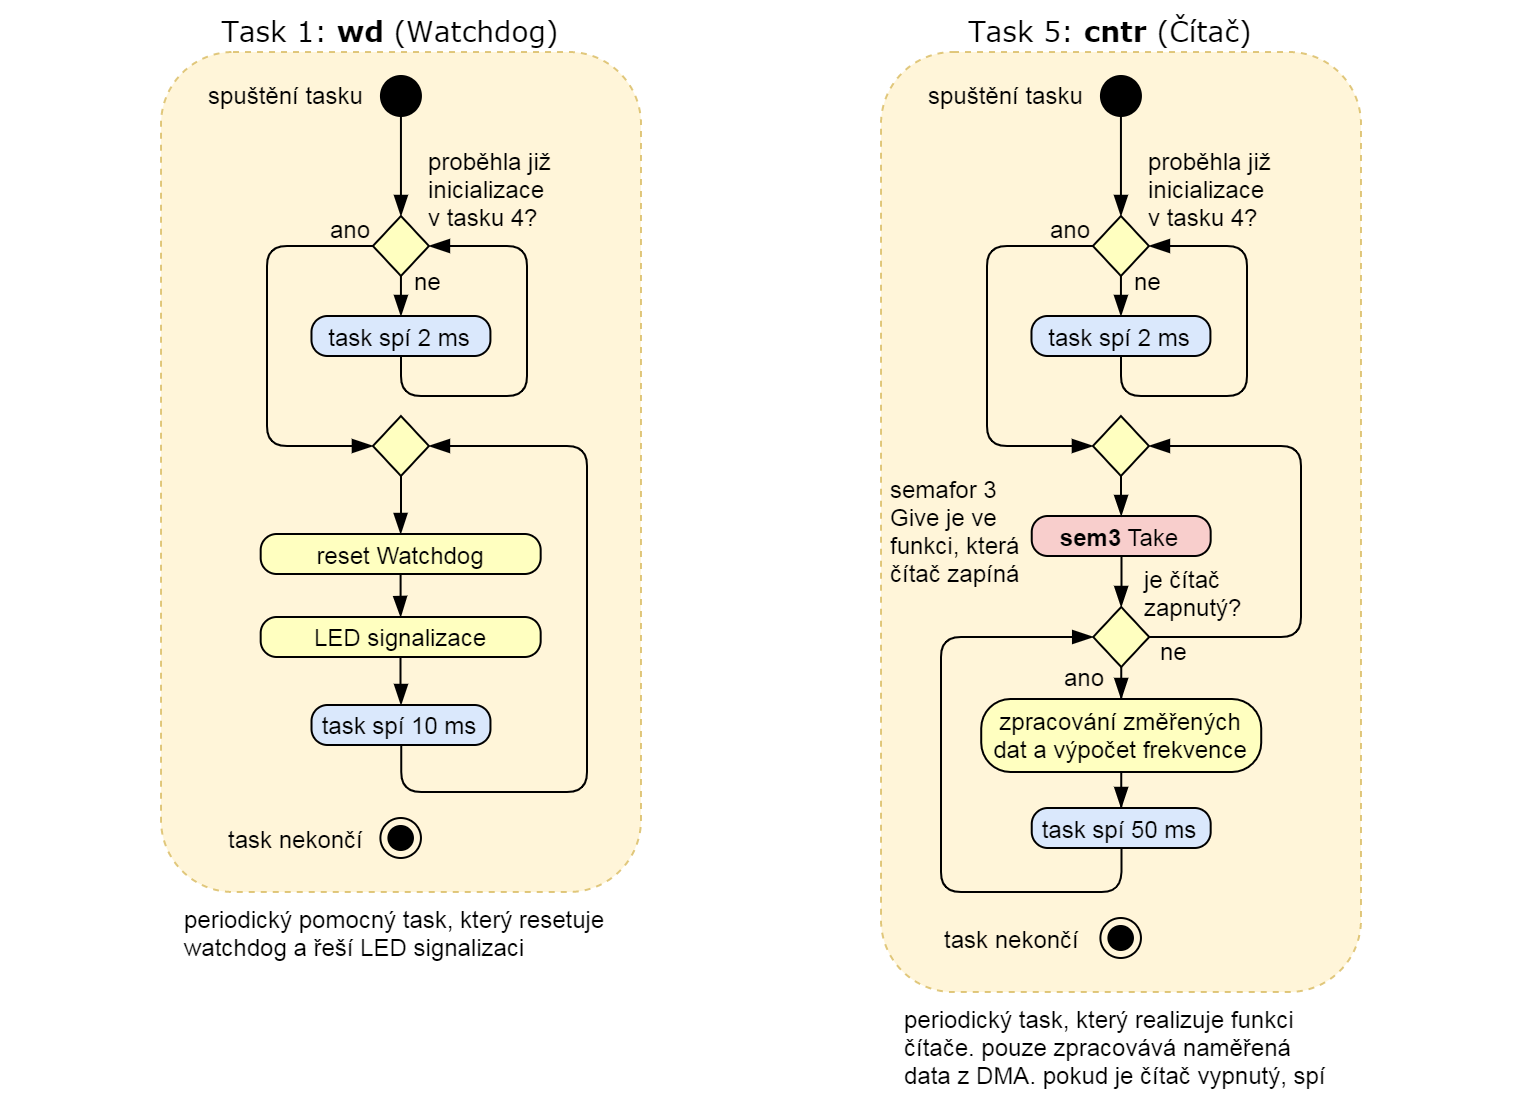 Task 1: wd (Watchdog)
spuštění tasku
proběhla již
inicializace
v tasku 4?
ano
ne
task spí 2 ms
reset Watchdog
LED signalizace
task spí 10 ms
task nekončí
periodický pomocný task, který resetuje
watchdog a řeší LED signalizaci
Task 5: cntr (Čítač)
spuštění tasku
proběhla již
inicializace
v tasku 4?
ano
ne
task spí 2 ms
semafor 3
Give je ve
funkci, která
čítač zapíná
sem3 Take
je čítač
zapnutý?
ne
ano
zpracování změřených
dat a výpočet frekvence
task spí 50 ms
task nekončí
periodický task, který realizuje funkci
čítače. pouze zpracovává naměřená
data z DMA. pokud je čítač vypnutý, spí